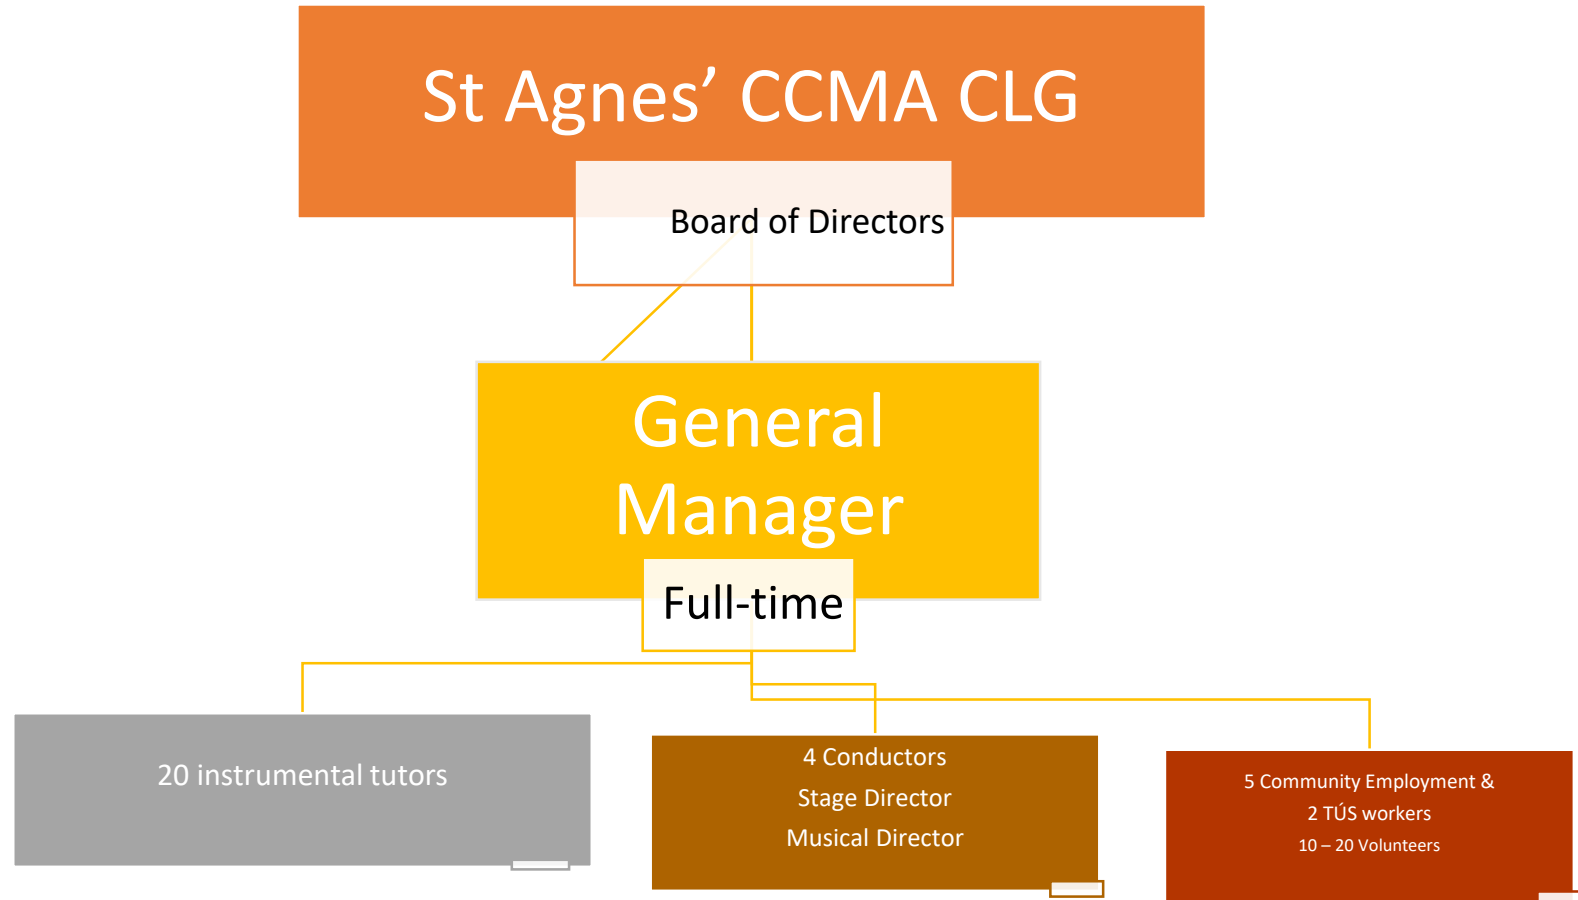 St Agnes’ CCMA CLG
Board of Directors
General
Manager
Full-time
20 instrumental tutors
4 Conductors
Stage Director
Musical Director
5 Community Employment &
2 TÚS workers
10 – 20 Volunteers